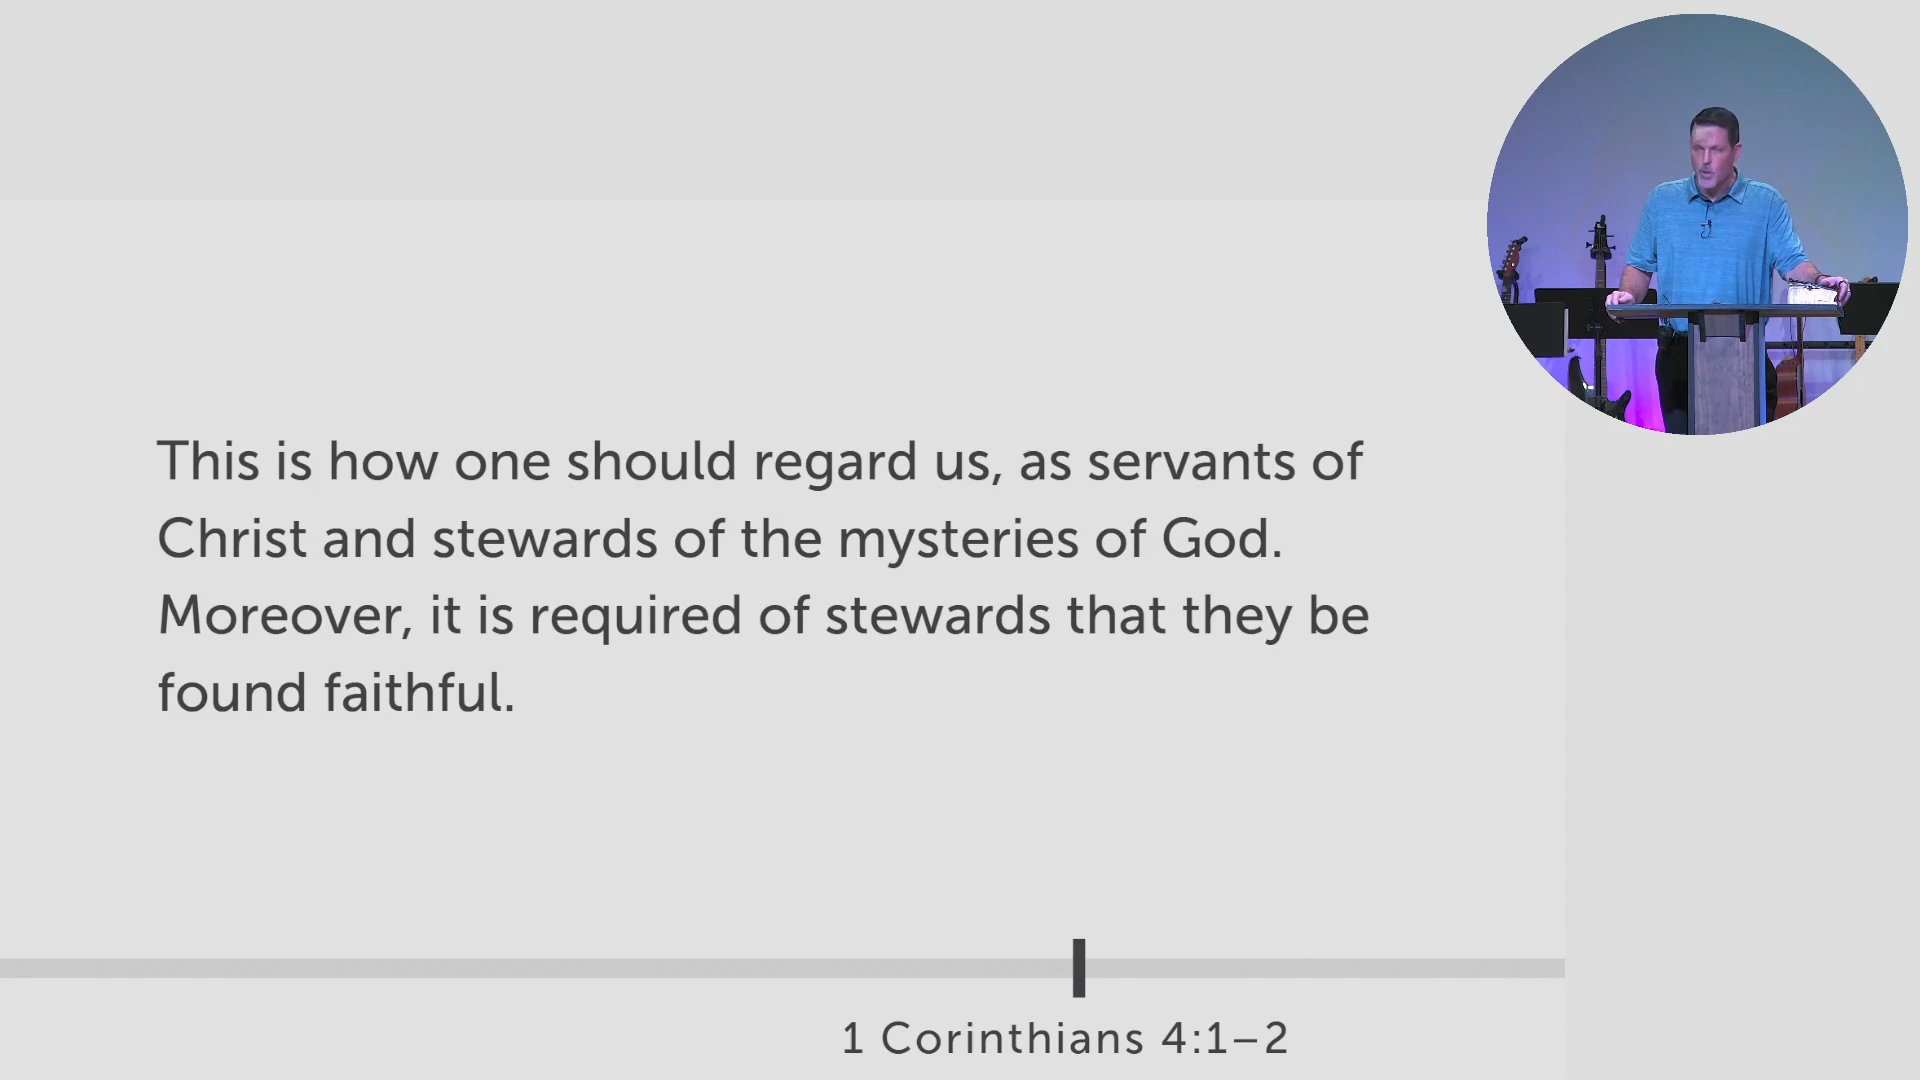 This is how one should regard us, as servants of
Christ and stewards of the mysteries of God.
Moreover, it is required of stewards that they be
found faithful.
1 Corinthians 4:1–2